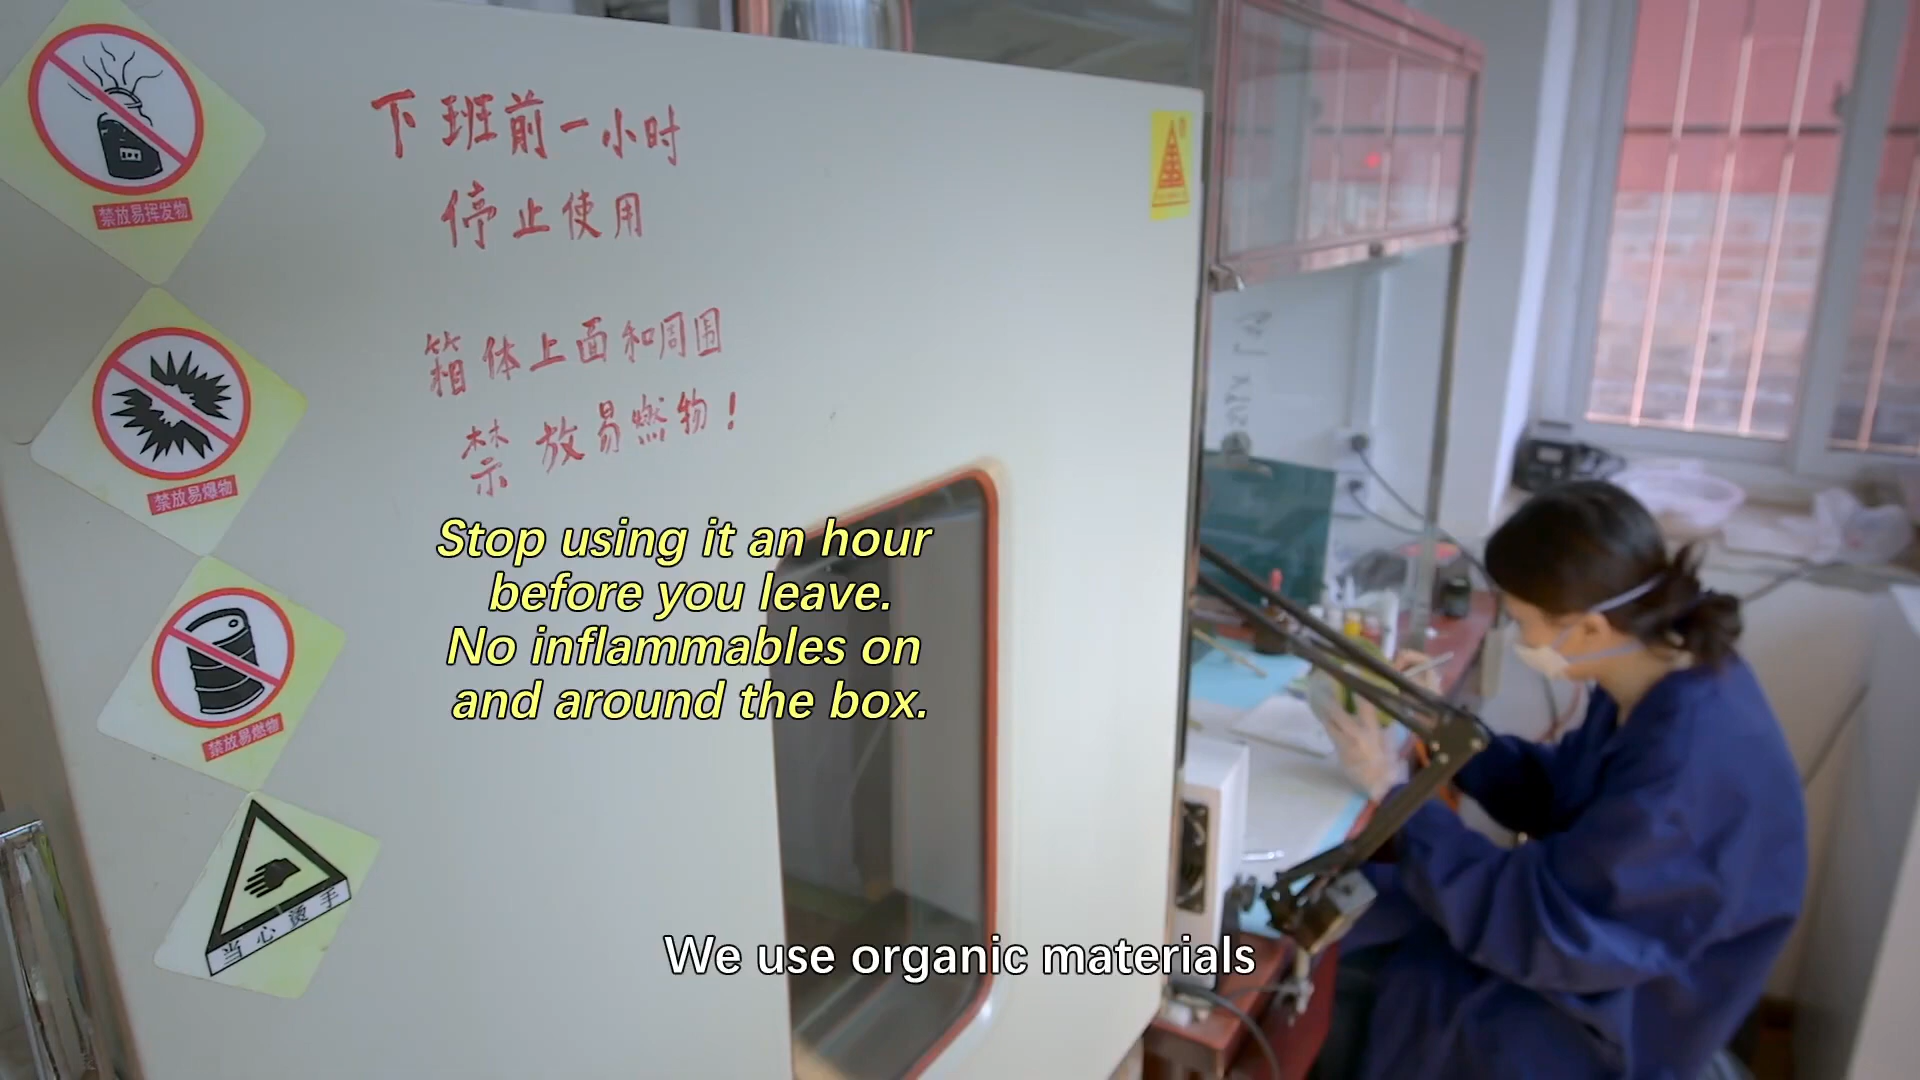 禁放易挥发物
下班前一小时
停止使用
箱体上面和周围
禁放易燃物！
禁放易爆物
Stop using it an hour
before you leave.
No inflammables on
and around the box.
禁放易燃物
当心烫手
We use organic materials